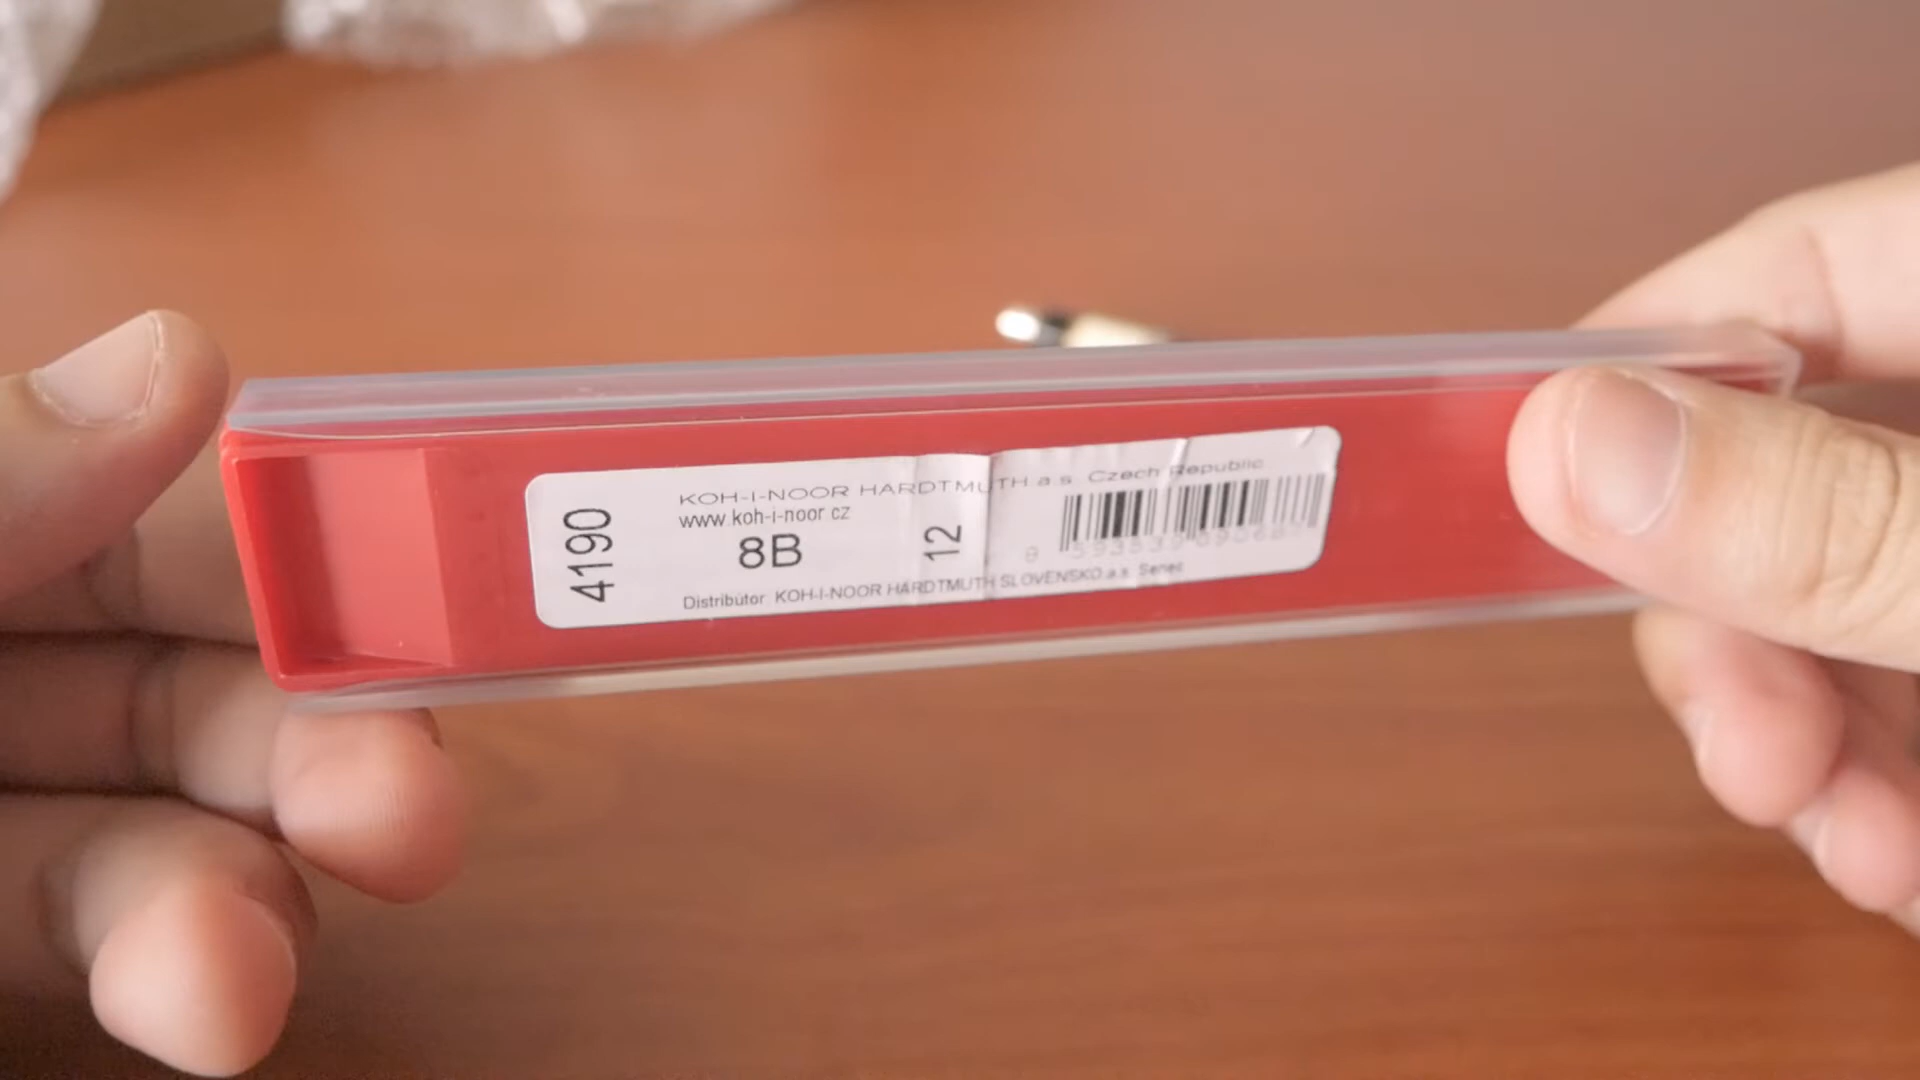 4190
KOH-I-NOOR HARDTMUTH a.s. Czech Republic
www.koh-i-noor.cz
8B
12
Distributor KOH-I-NOOR HARDTMUTH SLOVENSKO a.s. Senec